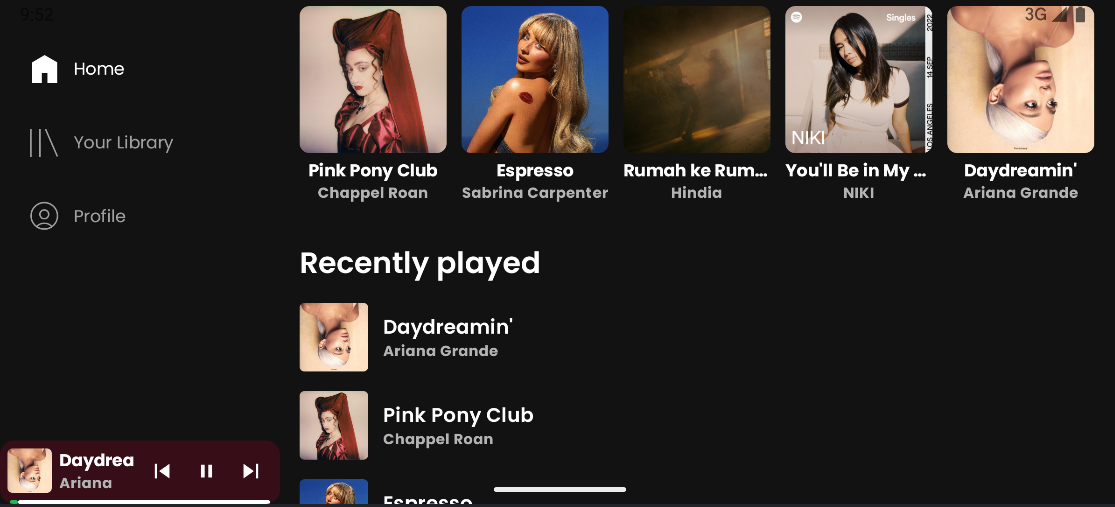 9:52
3G
Home
Your Library
Profile
Singles
2022
14 SEP
LOS ANGELES
NIKI
Pink Pony Club
Chappel Roan
Espresso
Sabrina Carpenter
Rumah ke Rum...
Hindia
You'll Be in My ...
NIKI
Daydreamin'
Ariana Grande
Recently played
Daydreamin'
Ariana Grande
Pink Pony Club
Chappel Roan
Espresso
Daydrea
Ariana